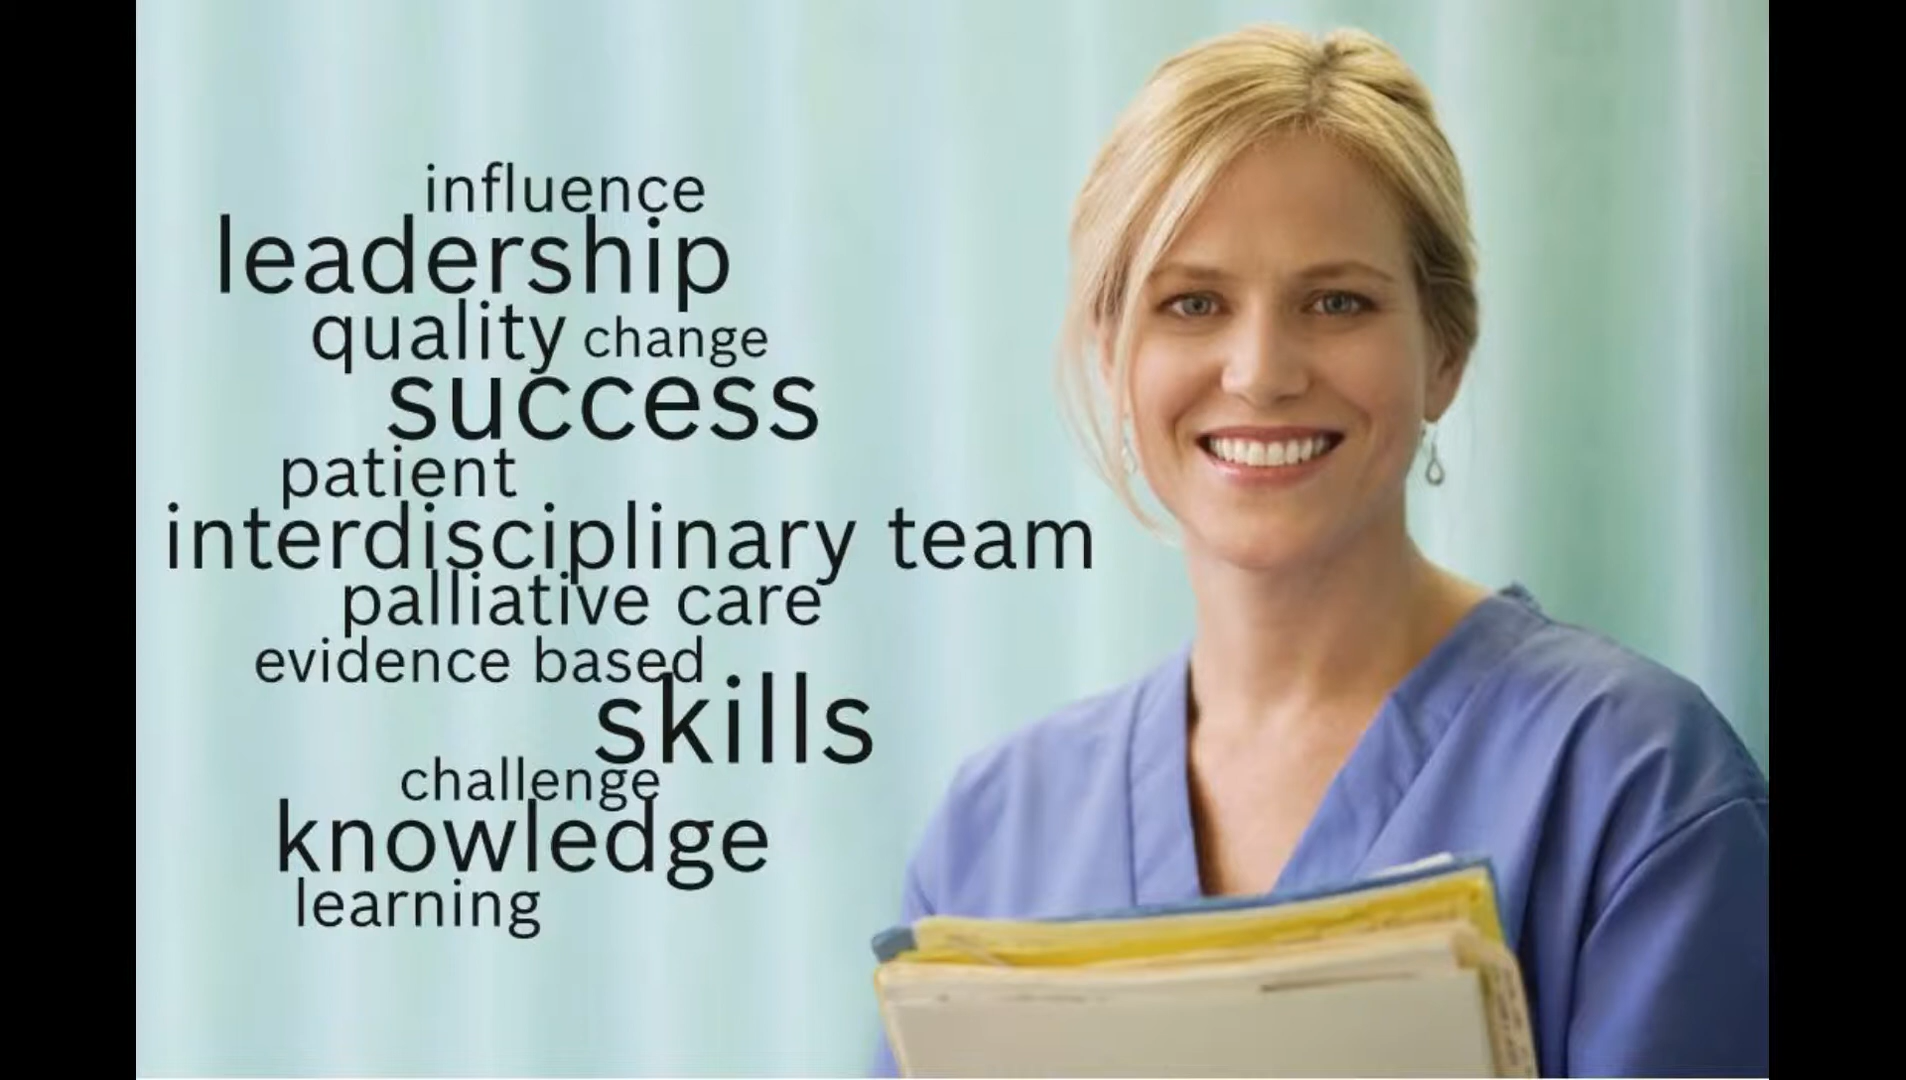 influence
leadership
quality change
success
patient
interdisciplinary team
palliative care
evidence based
skills
challenge
knowledge
learning